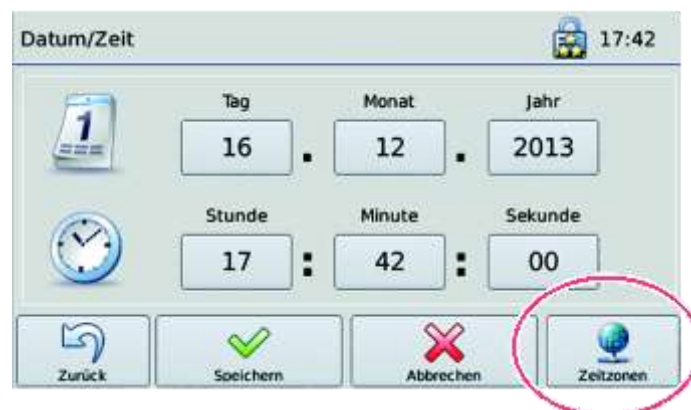 Datum/Zeit 17:42
Tag Monat Jahr
1
16 . 12 . 2013
Stunde Minute Sekunde
17 : 42 : 00
Zurück Speichern Abbrechen Zeitzonen